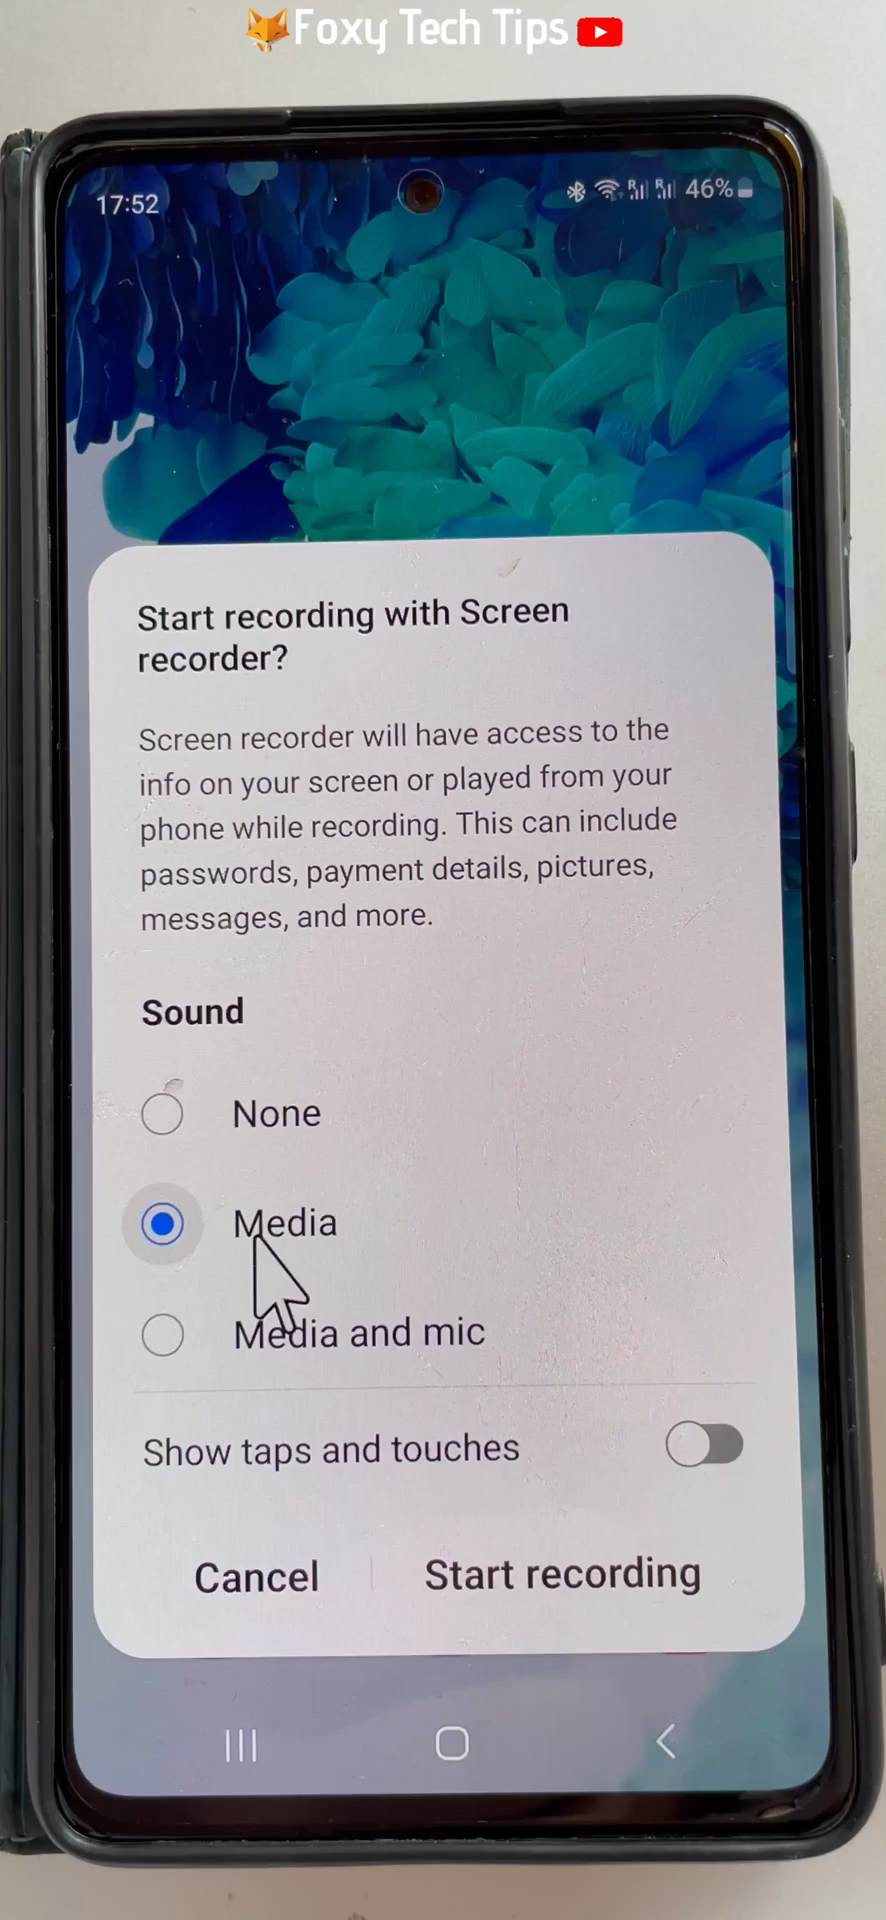 Foxy Tech Tips
17:52
46%
Start recording with Screen
recorder?
Screen recorder will have access to the
info on your screen or played from your
phone while recording. This can include
passwords, payment details, pictures,
messages, and more.
Sound
None
Media
Media and mic
Show taps and touches
Cancel
Start recording